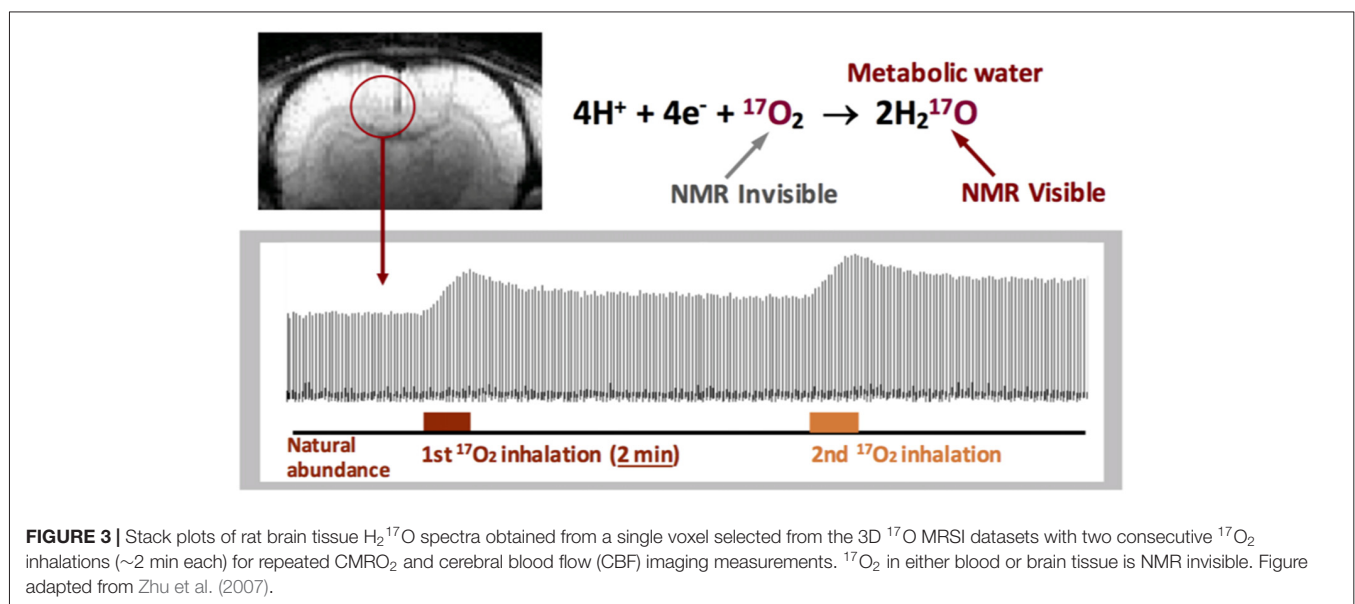 Metabolic water
4H⁺ + 4e⁻ + ¹⁷O₂ → 2H₂¹⁷O
NMR Invisible
NMR Visible
Natural
abundance
1st ¹⁷O₂ inhalation (2 min)
2nd ¹⁷O₂ inhalation
FIGURE 3 | Stack plots of rat brain tissue H₂¹⁷O spectra obtained from a single voxel selected from the 3D ¹⁷O MRSI datasets with two consecutive ¹⁷O₂
inhalations (~2 min each) for repeated CMRO₂ and cerebral blood flow (CBF) imaging measurements. ¹⁷O₂ in either blood or brain tissue is NMR invisible. Figure
adapted from Zhu et al. (2007).